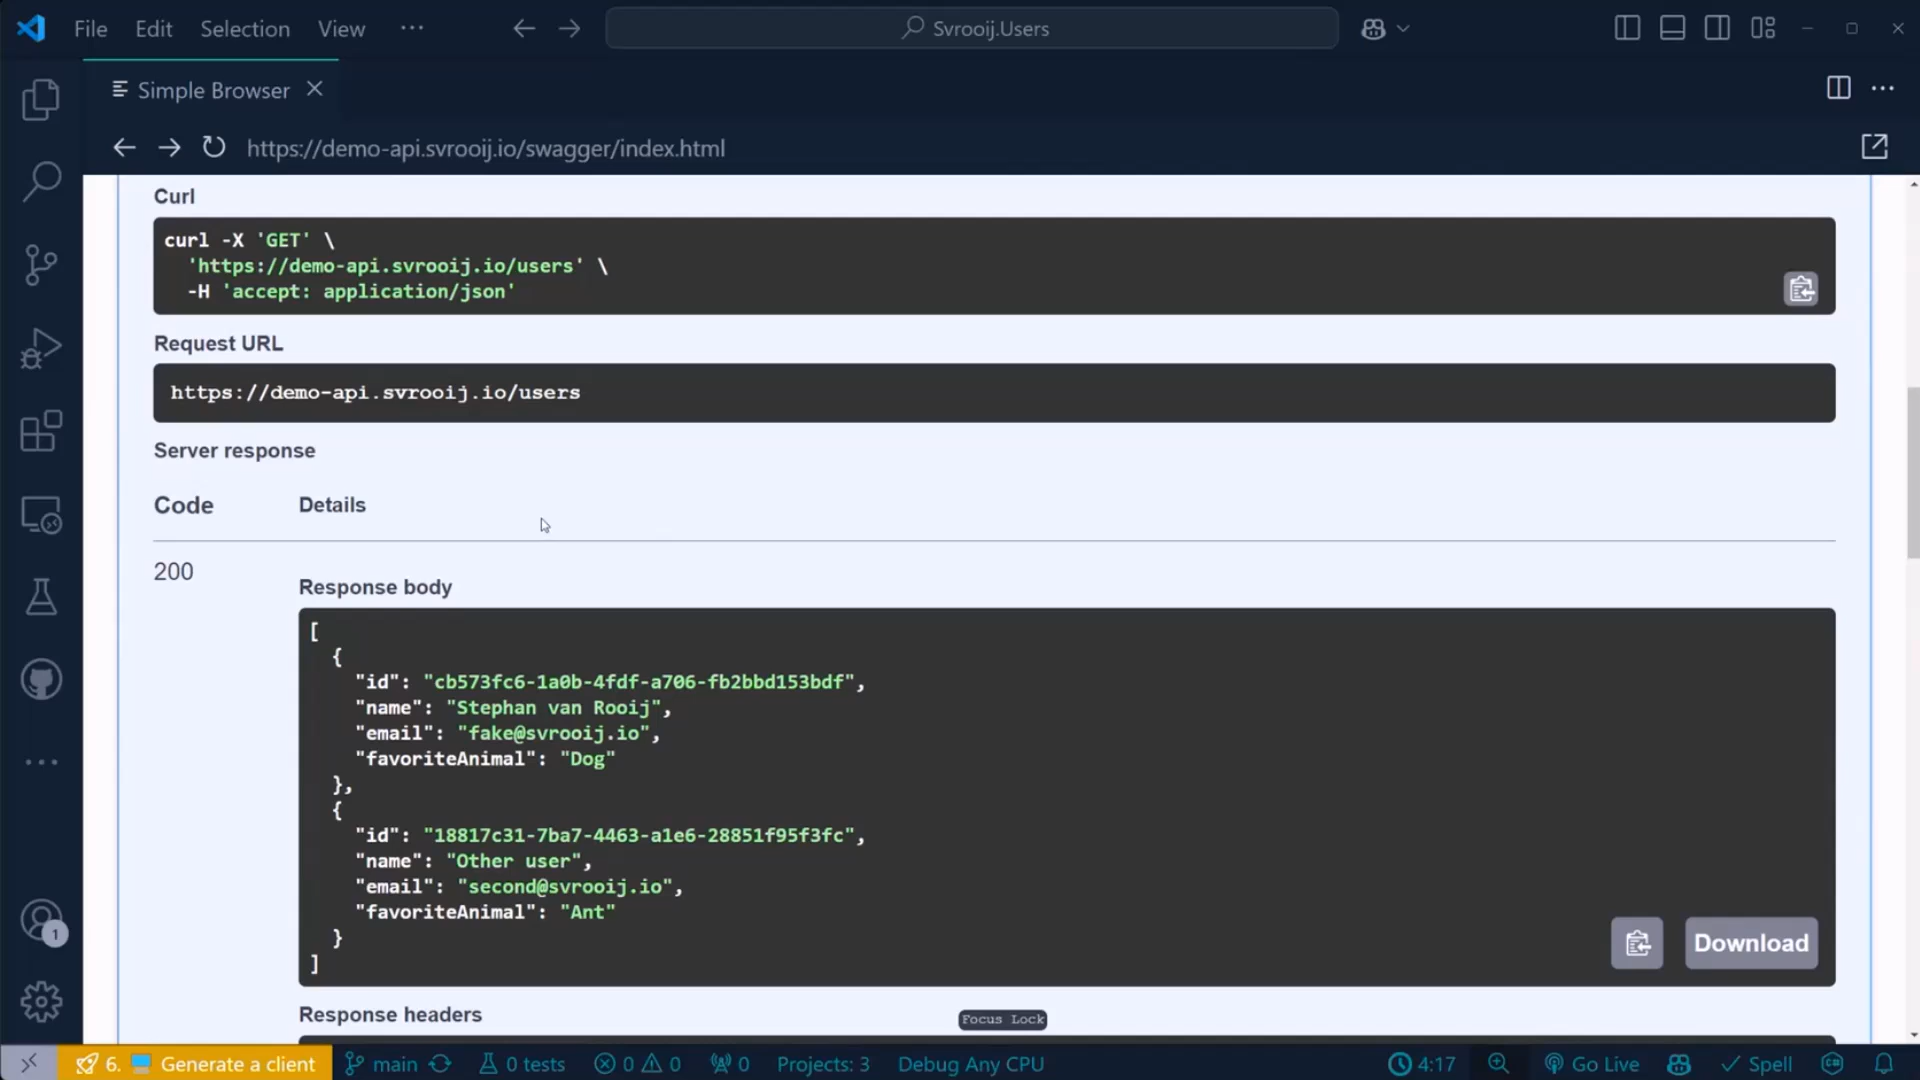 File Edit Selection View ··· Svrooij.Users
Simple Browser
https://demo-api.svrooij.io/swagger/index.html
Curl
curl -X 'GET' \
'https://demo-api.svrooij.io/users' \
-H 'accept: application/json'
Request URL
https://demo-api.svrooij.io/users
Server response
Code Details
200
Response body
[
{
"id": "cb573fc6-1a0b-4fdf-a706-fb2bbd153bdf",
"name": "Stephan van Rooij",
"email": "fake@svrooij.io",
"favoriteAnimal": "Dog"
},
{
"id": "18817c31-7ba7-4463-a1e6-28851f95f3fc",
"name": "Other user",
"email": "second@svrooij.io",
"favoriteAnimal": "Ant"
}
]
Download
Response headers
Focus Lock
1
6. Generate a client main 0 tests 0 0 0 Projects: 3 Debug Any CPU 4:17 Go Live Spell